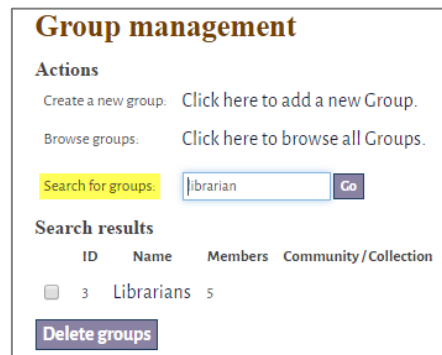 Group management
Actions
Create a new group: Click here to add a new Group.
Browse groups: Click here to browse all Groups.
Search for groups: librarian Go
Search results
ID Name Members Community/Collection
3 Librarians 5
Delete groups